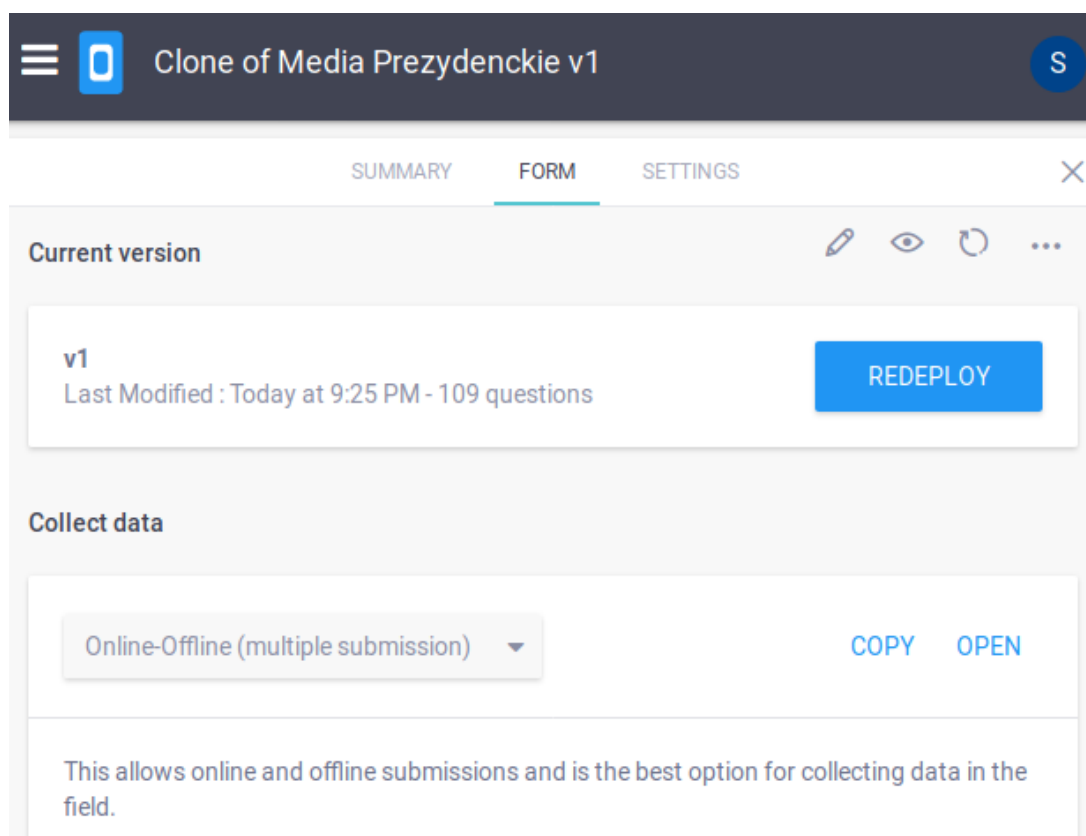 Clone of Media Prezydenckie v1
S
SUMMARY FORM SETTINGS
Current version
v1
Last Modified : Today at 9:25 PM - 109 questions
REDEPLOY
Collect data
Online-Offline (multiple submission)
COPY OPEN
This allows online and offline submissions and is the best option for collecting data in the
field.